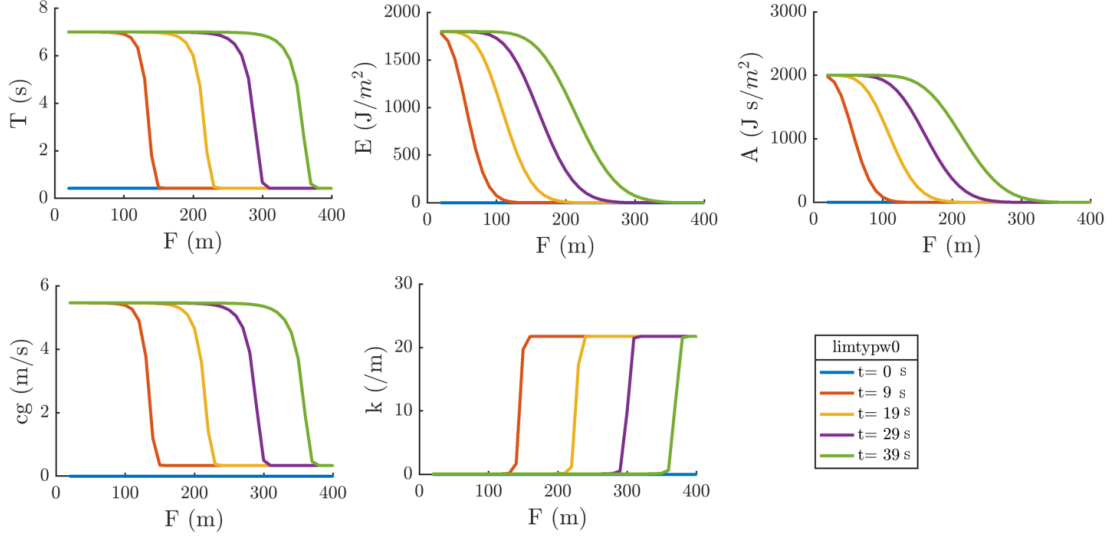 8
6
4
2
0
T (s)
0 100 200 300 400
F (m)
2000
1500
1000
500
0
E (J/m²)
0 100 200 300 400
F (m)
3000
2000
1000
0
A (J s/m²)
0 100 200 300 400
F (m)
6
4
2
0
cg (m/s)
0 100 200 300 400
F (m)
30
20
10
0
k (/m)
0 100 200 300 400
F (m)
limtypw0
t= 0 s
t= 9 s
t= 19 s
t= 29 s
t= 39 s